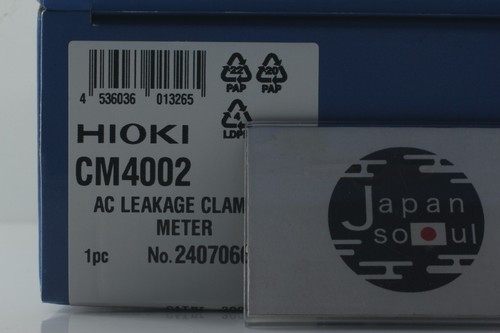 4 536036 013265
22 PAP
20 PAP
4
HIOKI
CM4002
AC LEAKAGE CLAM
METER
1pc No. 240706
Japan
soul